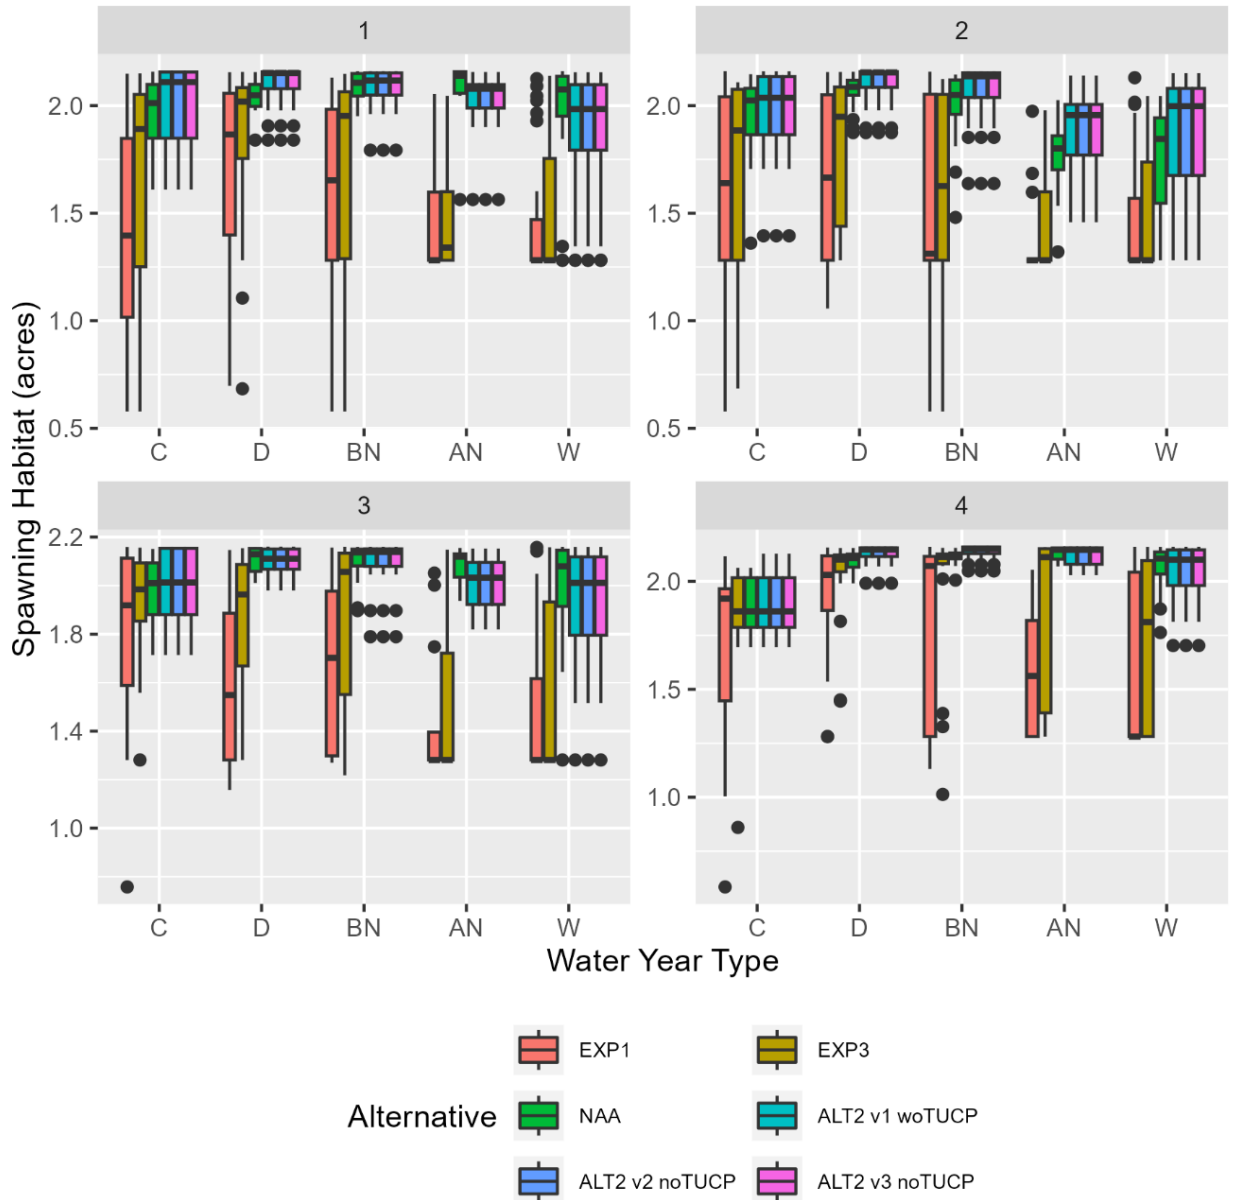 1
2
2.0
1.5
1.0
0.5
C D BN AN W
2.0
1.5
1.0
0.5
C D BN AN W
Spawning Habitat (acres)
3
4
2.2
1.8
1.4
1.0
C D BN AN W
2.0
1.5
1.0
C D BN AN W
Water Year Type
Alternative
EXP1
EXP3
NAA
ALT2 v1 woTUCP
ALT2 v2 noTUCP
ALT2 v3 noTUCP